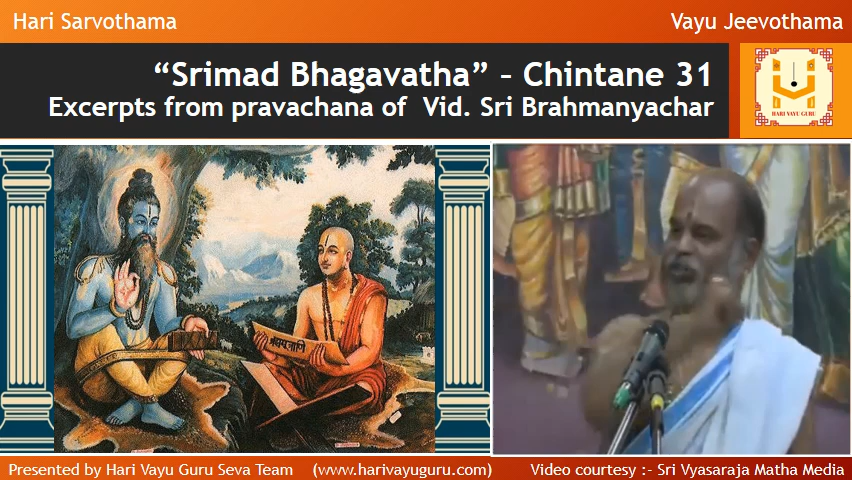 Hari Sarvothama
Vayu Jeevothama
“Srimad Bhagavatha” – Chintane 31
Excerpts from pravachana of Vid. Sri Brahmanyachar
HARI VAYU GURU
Presented by Hari Vayu Guru Seva Team (www.harivayuguru.com)
Video courtesy :- Sri Vyasaraja Matha Media